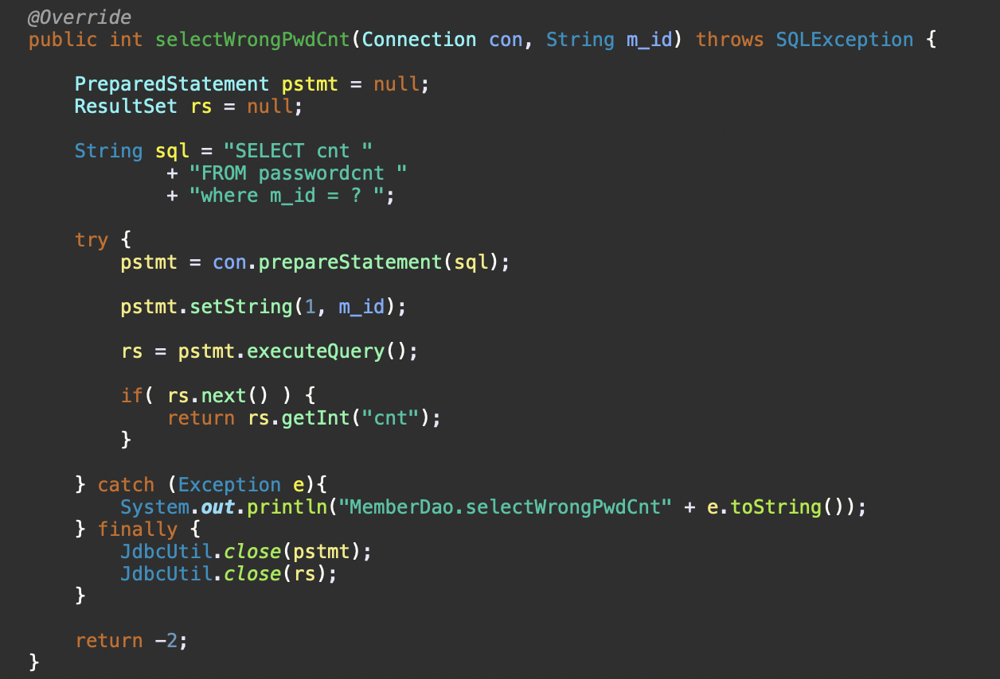 @Override
public int selectWrongPwdCnt(Connection con, String m_id) throws SQLException {
PreparedStatement pstmt = null;
ResultSet rs = null;
String sql = "SELECT cnt "
+ "FROM passwordcnt "
+ "where m_id = ? ";
try {
pstmt = con.prepareStatement(sql);
pstmt.setString(1, m_id);
rs = pstmt.executeQuery();
if( rs.next() ) {
return rs.getInt("cnt");
}
} catch (Exception e){
System.out.println("MemberDao.selectWrongPwdCnt" + e.toString());
} finally {
JdbcUtil.close(pstmt);
JdbcUtil.close(rs);
}
return -2;
}